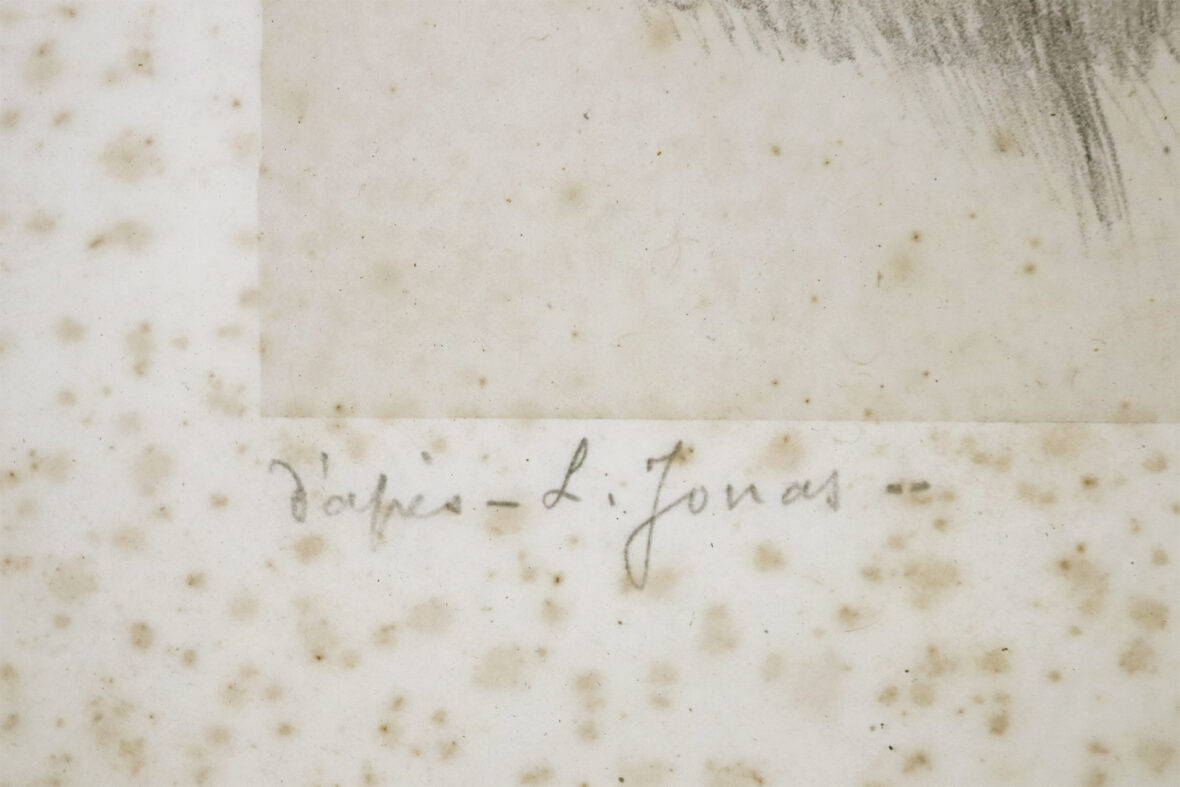 d'après - L. Jonas --